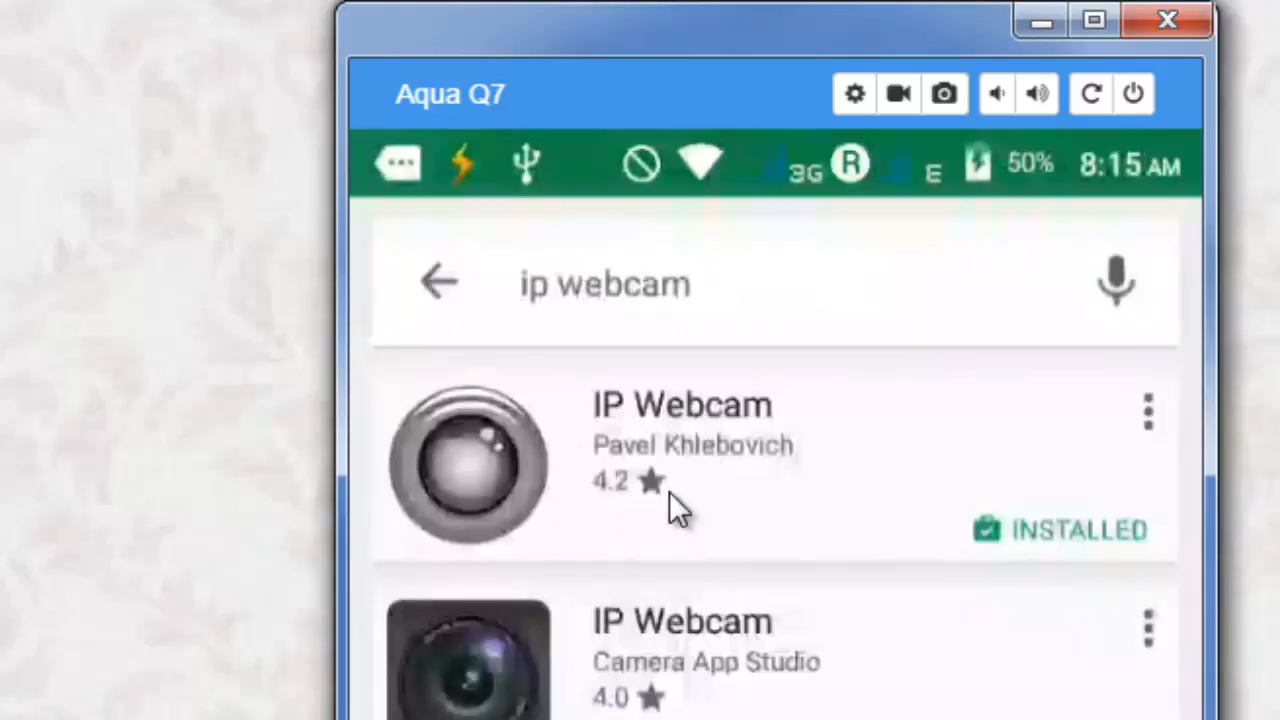 Aqua Q7
3G R E 50% 8:15 AM
ip webcam
IP Webcam
Pavel Khlebovich
4.2
INSTALLED
IP Webcam
Camera App Studio
4.0